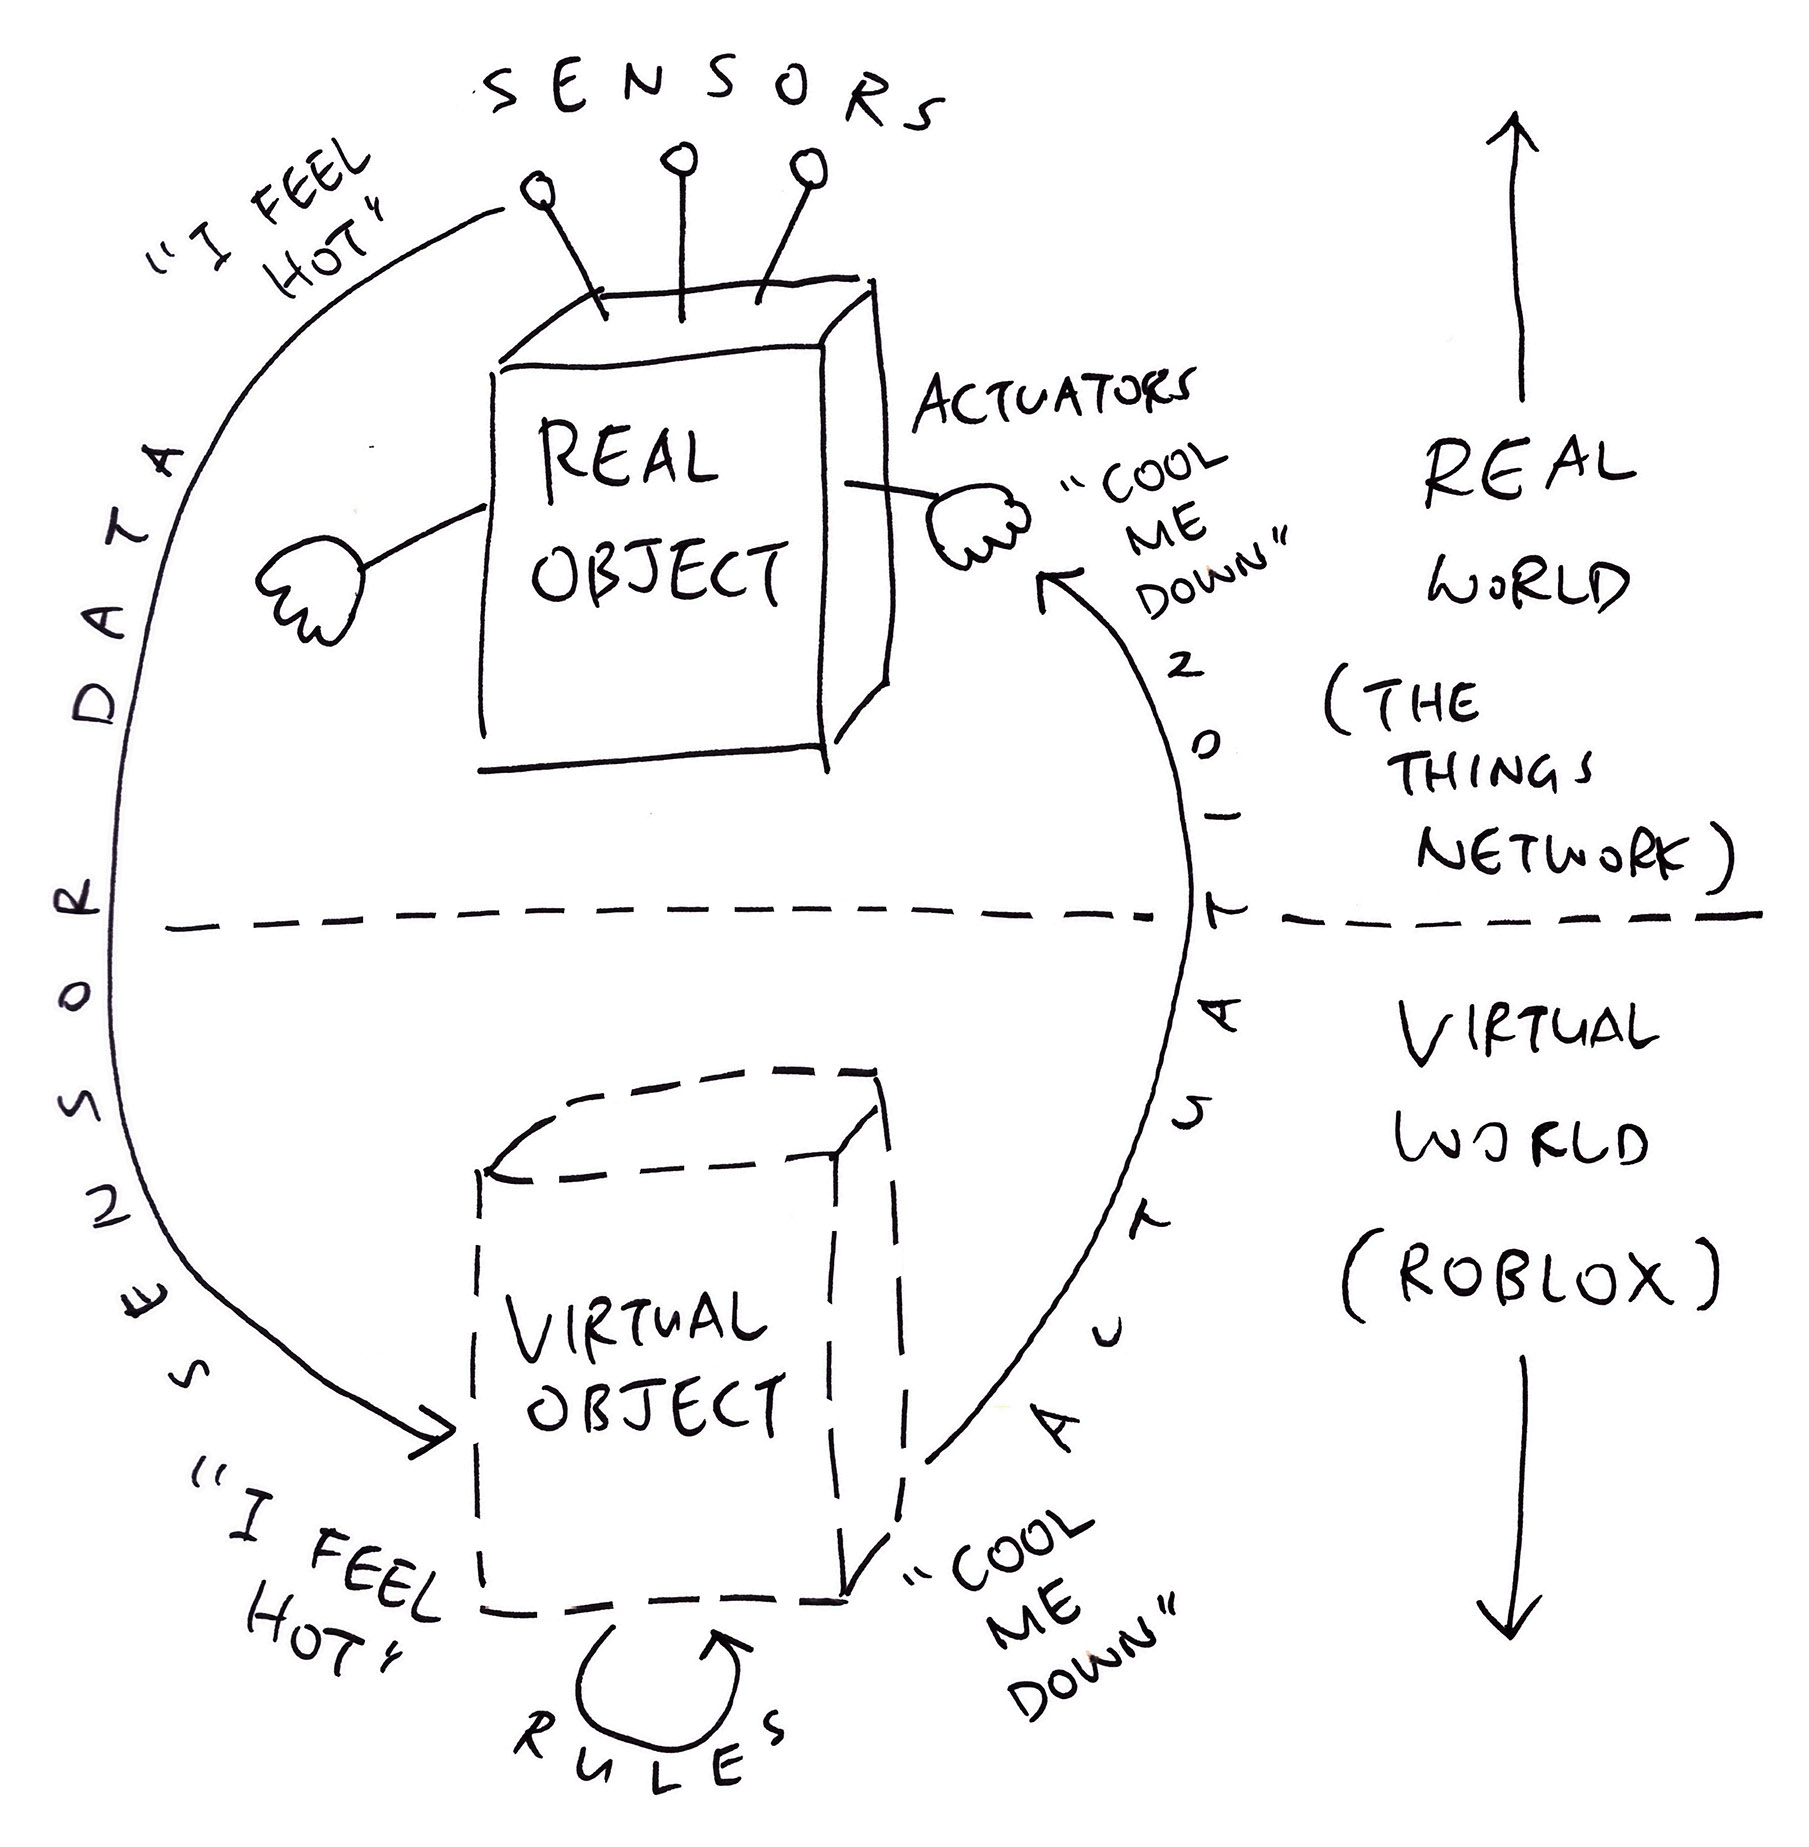 SENSORS
"I FEEL
HOT"
REAL
OBJECT
ACTUATORS
"COOL
ME
DOWN"
SENSOR DATA
ACTUATION
REAL
WORLD
(THE
THINGS
NETWORK)
VIRTUAL
WORLD
(ROBLOX)
VIRTUAL
OBJECT
"I FEEL
HOT"
"COOL
ME
DOWN"
RULES